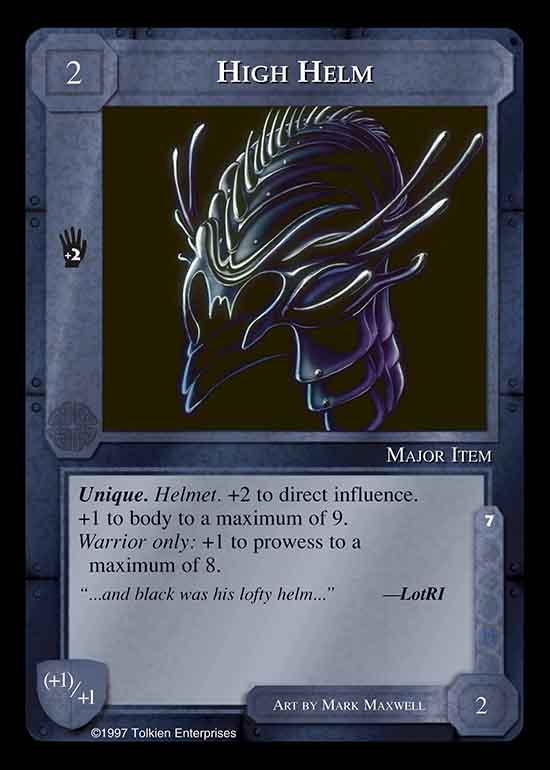 2
HIGH HELM
+2
MAJOR ITEM
Unique. Helmet. +2 to direct influence.
+1 to body to a maximum of 9.
Warrior only: +1 to prowess to a
maximum of 8.
“...and black was his lofty helm...” —LotRI
7
(+1)/+1
ART BY MARK MAXWELL
2
©1997 Tolkien Enterprises